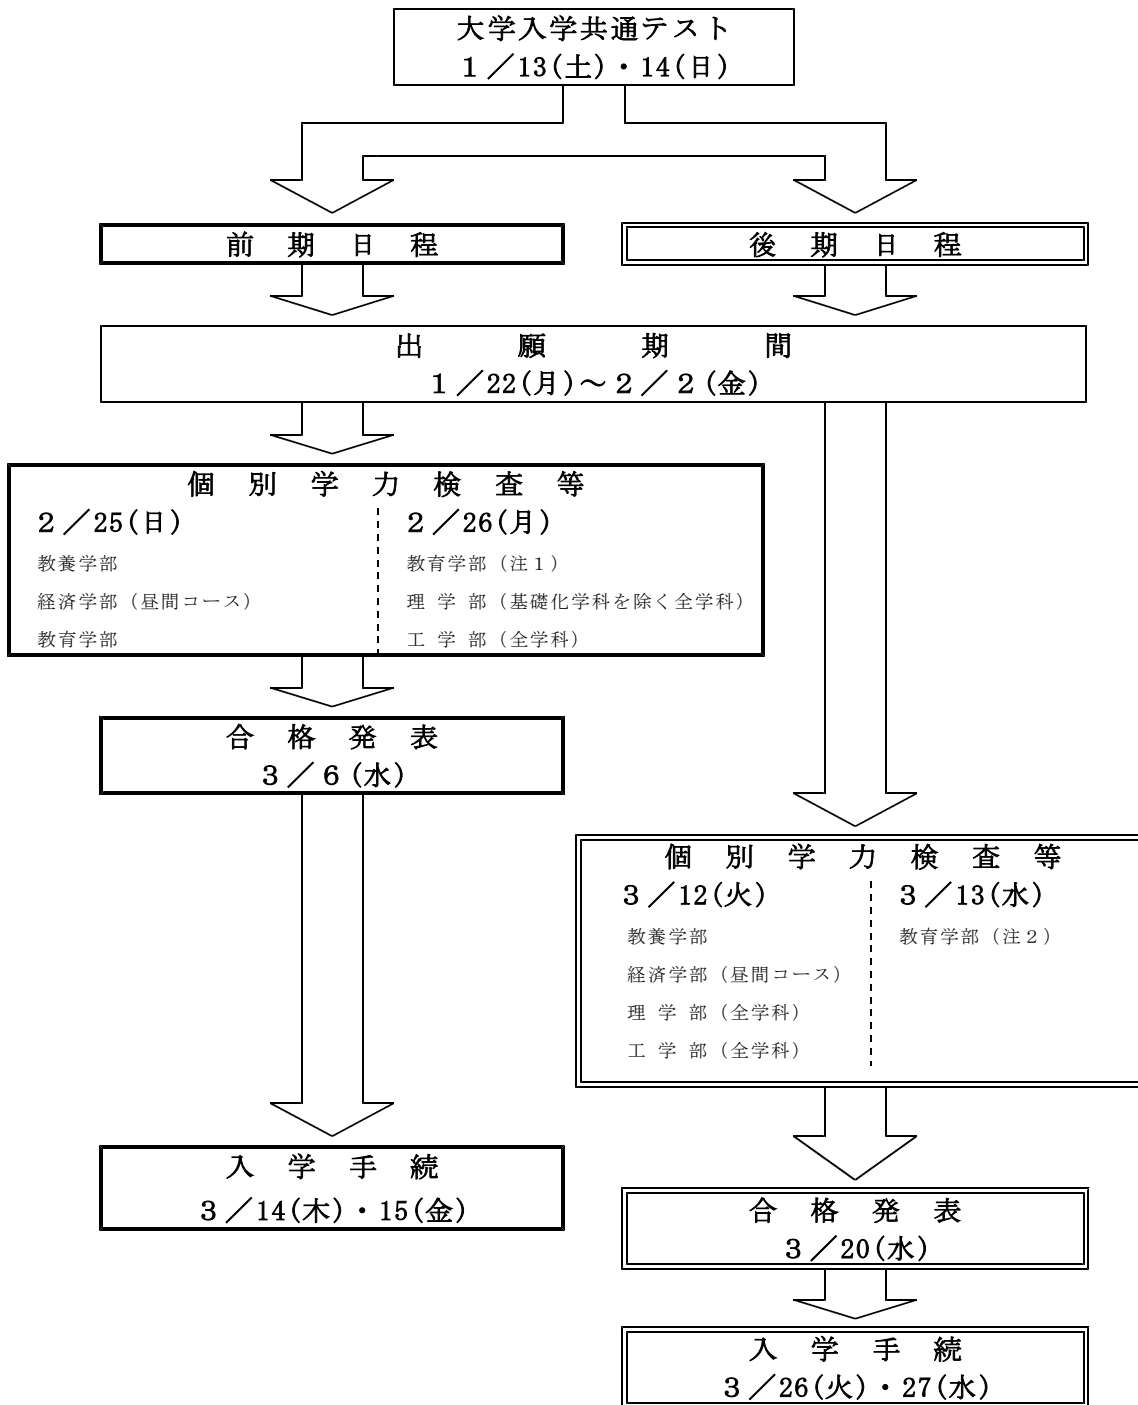 大学入学共通テスト
１／13(土)・14(日)
前期日程
後期日程
出願期間
１／22(月)～２／２(金)
個別学力検査等
２／25(日)
教養学部
経済学部（昼間コース）
教育学部
２／26(月)
教育学部（注１）
理学部（基礎化学科を除く全学科）
工学部（全学科）
合格発表
３／６(水)
個別学力検査等
３／12(火)
教養学部
経済学部（昼間コース）
理学部（全学科）
工学部（全学科）
３／13(水)
教育学部（注２）
入学手続
３／14(木)・15(金)
合格発表
３／20(水)
入学手続
３／26(火)・27(水)